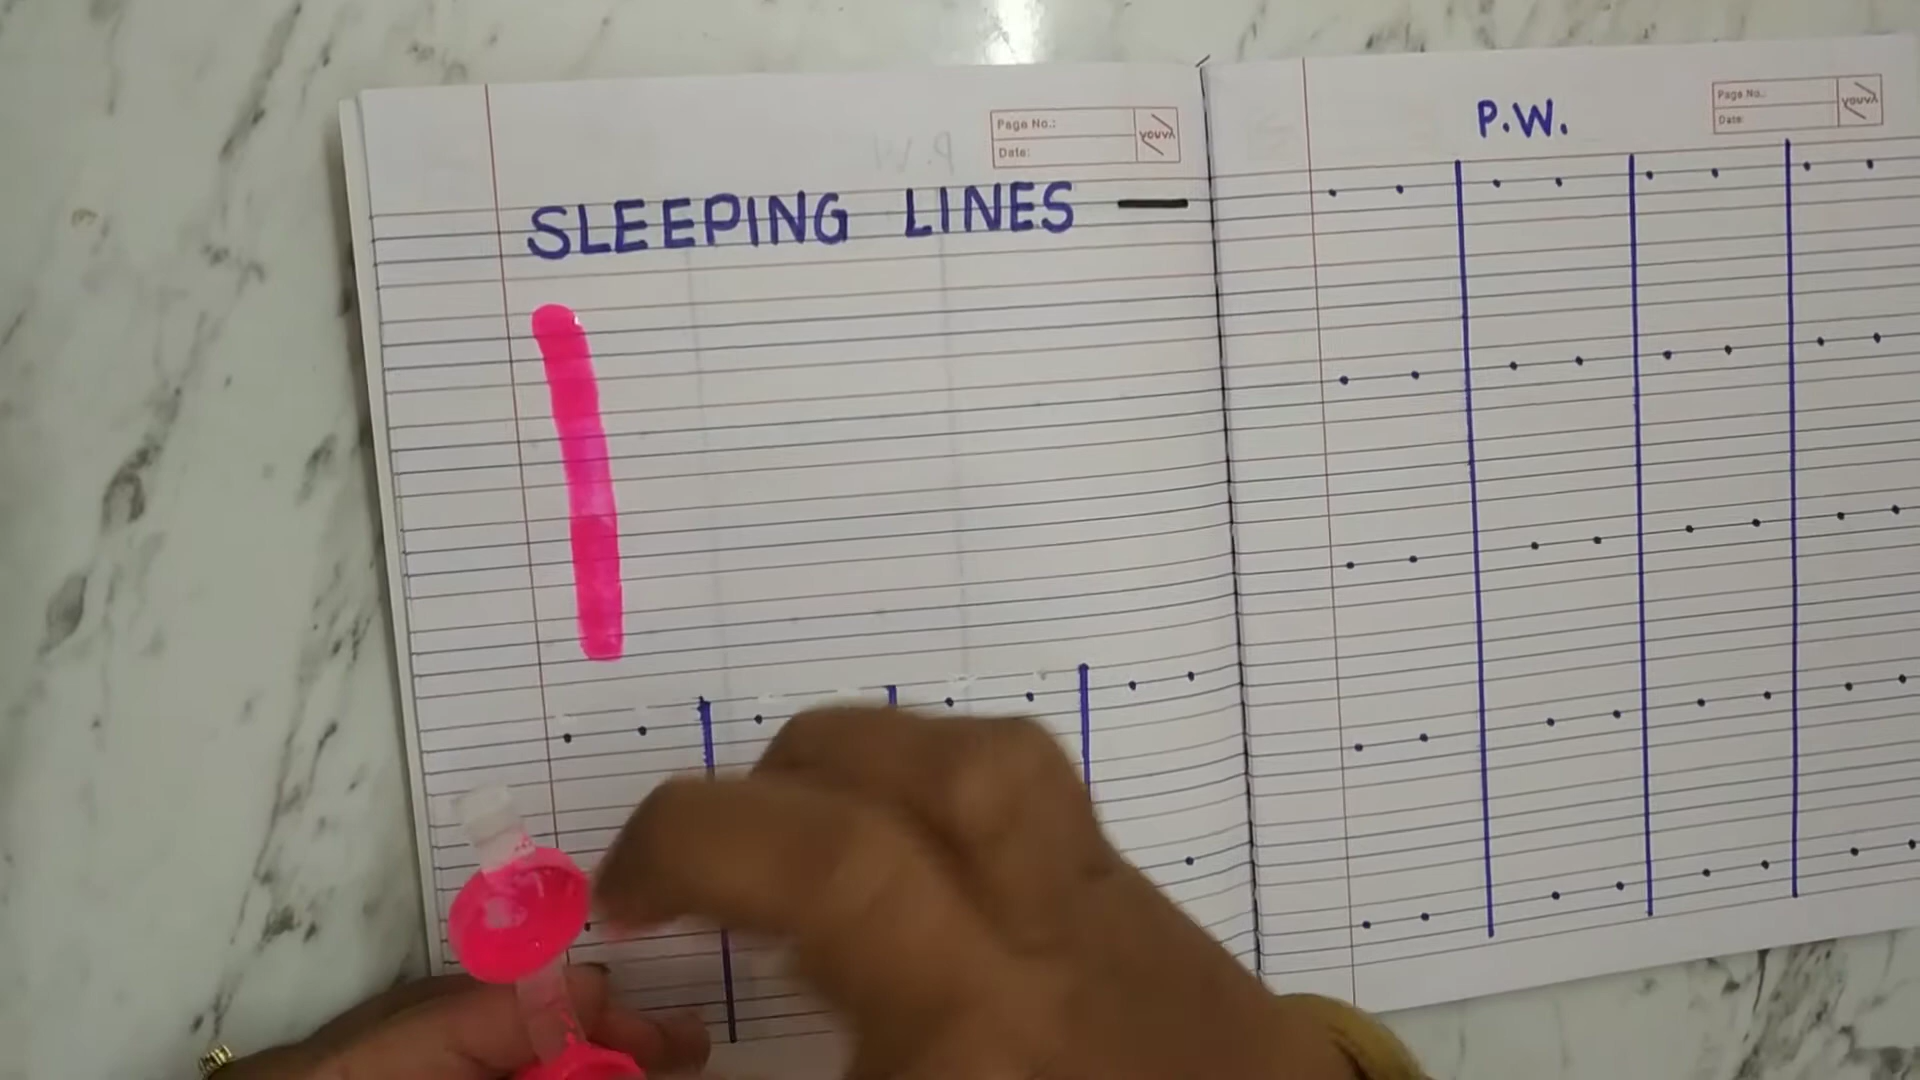 Page No.:
Date:
youva
SLEEPING LINES —
P.W.
Page No.:
Date:
youva